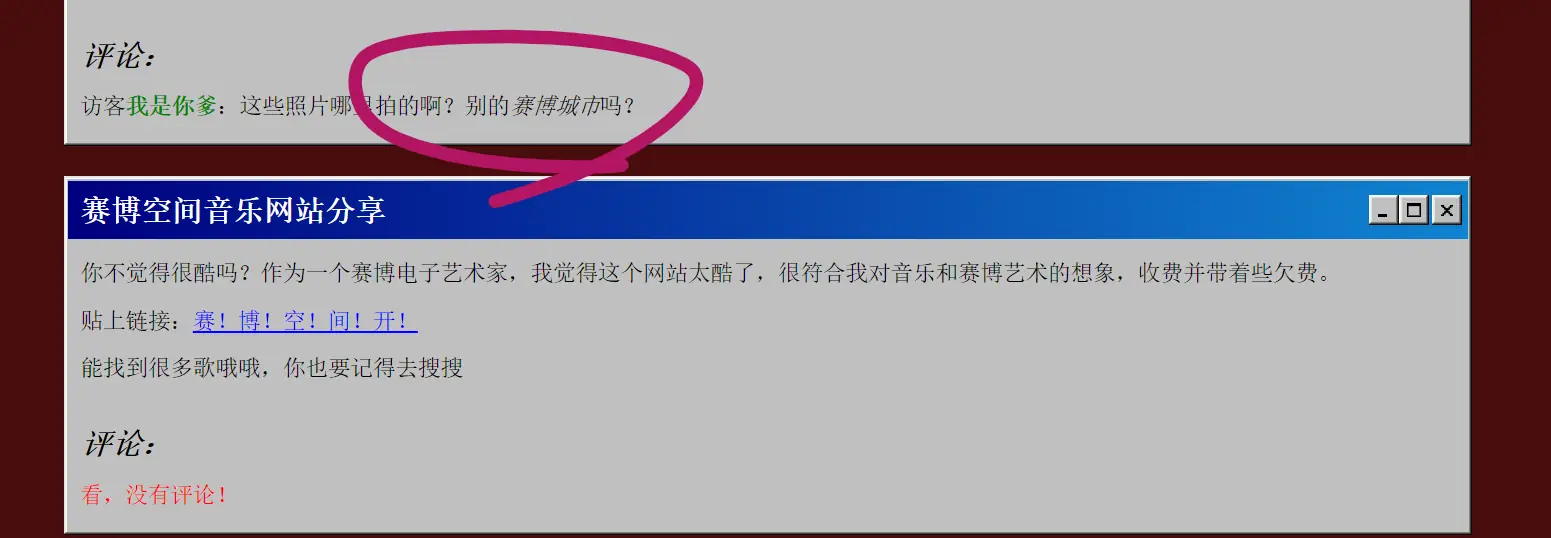 评论：
访客我是你爹：这些照片哪里拍的啊？别的赛博城市吗？
赛博空间音乐网站分享
你不觉得很酷吗？作为一个赛博电子艺术家，我觉得这个网站太酷了，很符合我对音乐和赛博艺术的想象，收费并带着些欠费。
贴上链接：赛！博！空！间！开！
能找到很多歌哦哦，你也要记得去搜搜
评论：
看，没有评论！